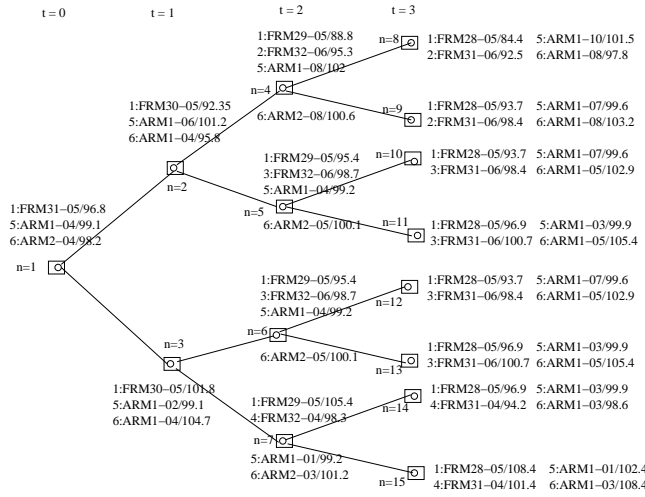 t = 0 t = 1 t = 2 t = 3
1:FRM29−05/88.8
2:FRM32−06/95.3
5:ARM1−08/102
n=4
6:ARM2−08/100.6
n=8
1:FRM28−05/84.4 5:ARM1−10/101.5
2:FRM31−06/92.5 6:ARM1−08/97.8
n=9
1:FRM28−05/93.7 5:ARM1−07/99.6
2:FRM31−06/98.4 6:ARM1−08/103.2
1:FRM30−05/92.35
5:ARM1−06/101.2
6:ARM1−04/95.8
n=2
1:FRM29−05/95.4
3:FRM32−06/98.7
5:ARM1−04/99.2
n=5
6:ARM2−05/100.1
n=10
1:FRM28−05/93.7 5:ARM1−07/99.6
3:FRM31−06/98.4 6:ARM1−05/102.9
n=11
1:FRM28−05/96.9 5:ARM1−03/99.9
3:FRM31−06/100.7 6:ARM1−05/105.4
1:FRM31−05/96.8
5:ARM1−04/99.1
6:ARM2−04/98.2
n=1
1:FRM29−05/95.4
3:FRM32−06/98.7
5:ARM1−04/99.2
n=6
6:ARM2−05/100.1
n=12
1:FRM28−05/93.7 5:ARM1−07/99.6
3:FRM31−06/98.4 6:ARM1−05/102.9
n=13
1:FRM28−05/96.9 5:ARM1−03/99.9
3:FRM31−06/100.7 6:ARM1−05/105.4
n=3
1:FRM30−05/101.8
5:ARM1−02/99.1
6:ARM1−04/104.7
1:FRM29−05/105.4
4:FRM32−04/98.3
n=7
5:ARM1−01/99.2
6:ARM2−03/101.2
n=14
1:FRM28−05/96.9 5:ARM1−03/99.9
4:FRM31−04/94.2 6:ARM1−03/98.6
n=15
1:FRM28−05/108.4 5:ARM1−01/102.4
4:FRM31−04/101.4 6:ARM1−03/108.4